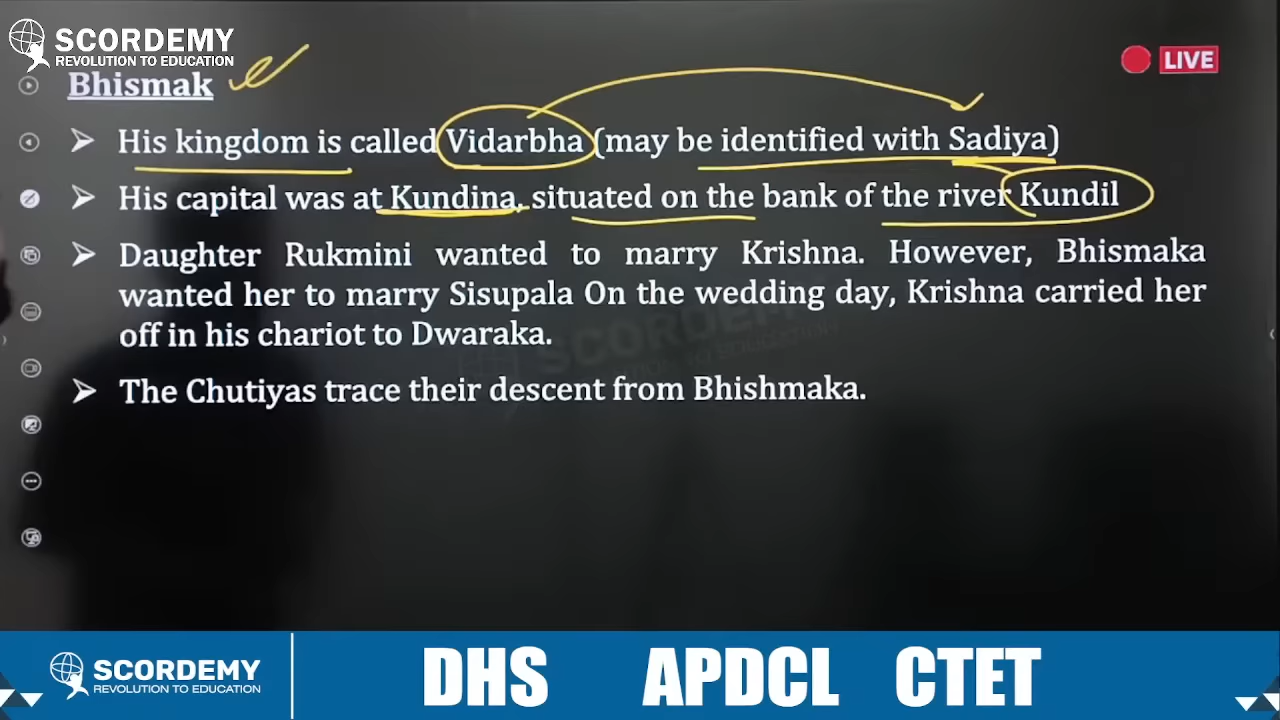 SCORDEMY
REVOLUTION TO EDUCATION
LIVE
Bhismak
➤ His kingdom is called Vidarbha (may be identified with Sadiya)
➤ His capital was at Kundina, situated on the bank of the river Kundil
➤ Daughter Rukmini wanted to marry Krishna. However, Bhismaka
wanted her to marry Sisupala On the wedding day, Krishna carried her
off in his chariot to Dwaraka.
➤ The Chutiyas trace their descent from Bhishmaka.
SCORDEMY
SCORDEMY
REVOLUTION TO EDUCATION
DHS APDCL CTET